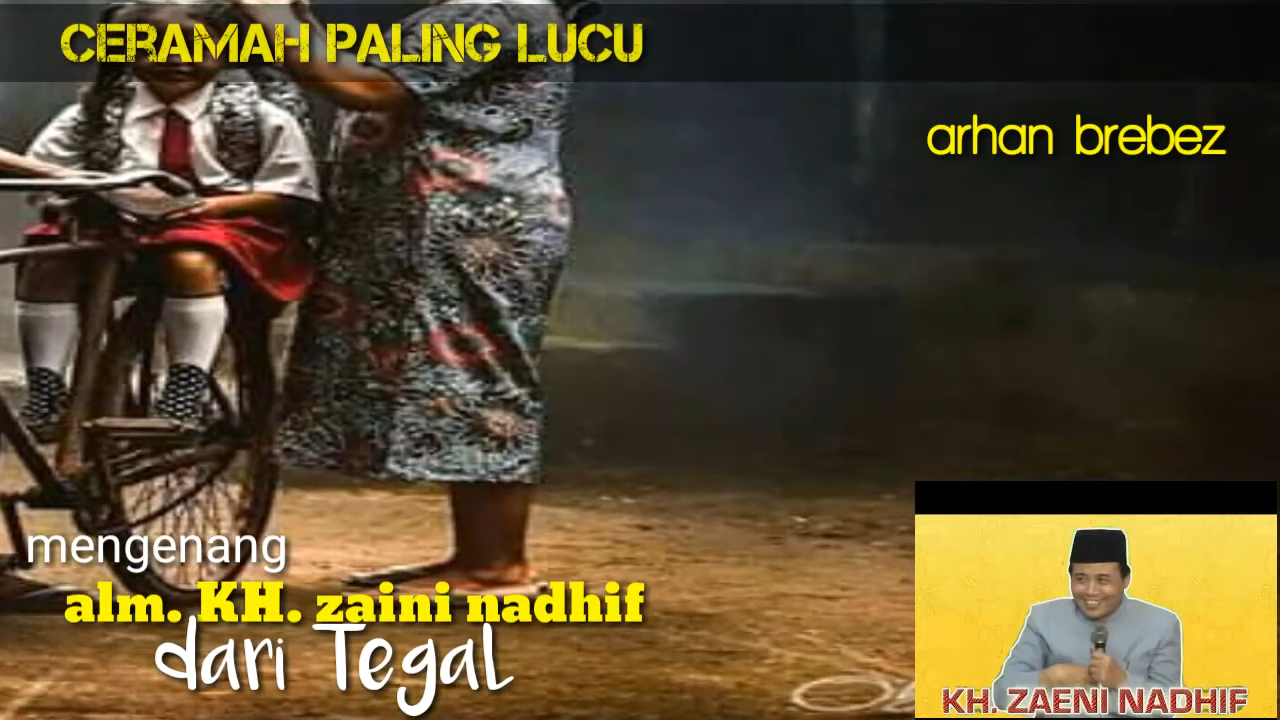 CERAMAH PALING LUCU
arhan brebez
mengenang
alm. KH. zaini nadhif
dari Tegal
KH. ZAENI NADHIF